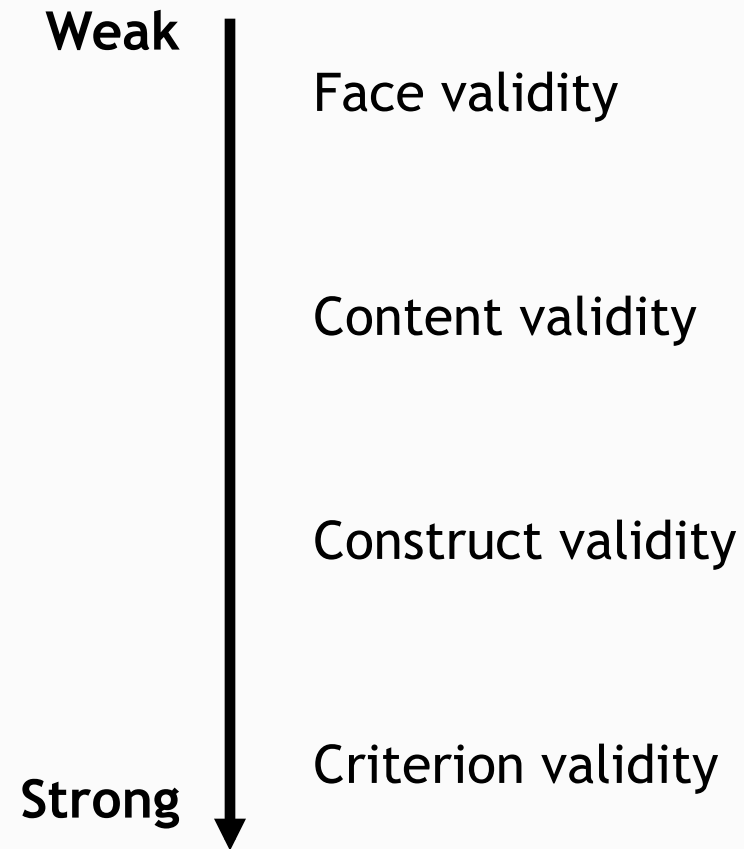 Weak
Face validity
Content validity
Construct validity
Criterion validity
Strong